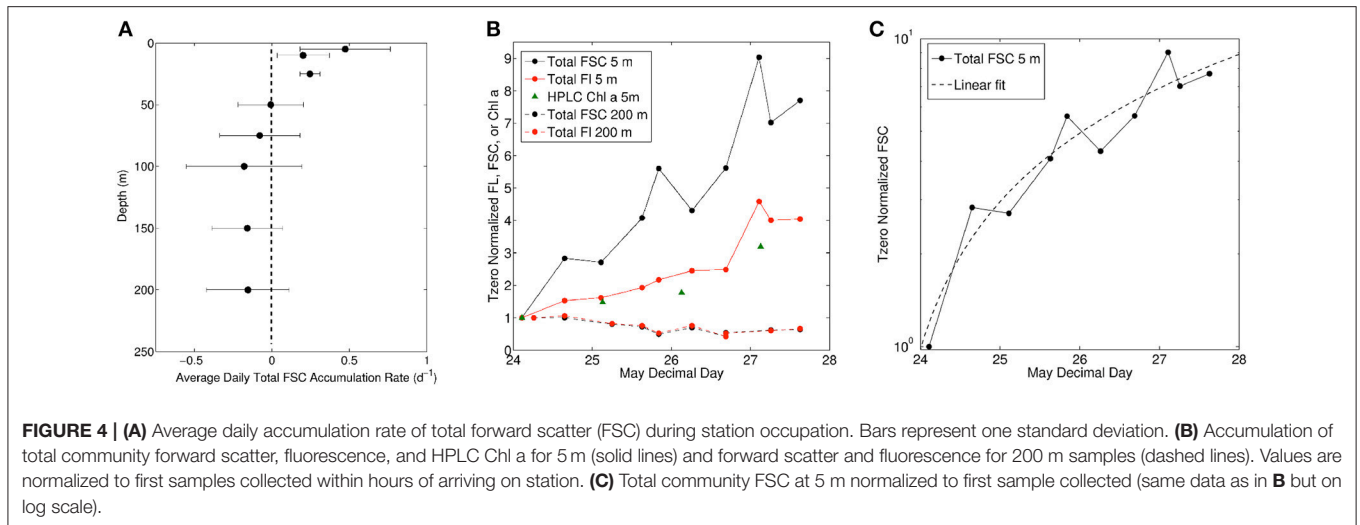 A
0
50
100
150
200
250
Depth (m)
−0.5
0
0.5
1
Average Daily Total FSC Accumulation Rate (d⁻¹)
B
9
8
7
6
5
4
3
2
1
0
Tzero Normalized FL, FSC, or Chl a
Total FSC 5 m
Total Fl 5 m
HPLC Chl a 5m
Total FSC 200 m
Total Fl 200 m
24
25
26
27
28
May Decimal Day
C
10¹
10⁰
Tzero Normalized FSC
Total FSC 5 m
Linear fit
24
25
26
27
28
May Decimal Day
FIGURE 4 | (A) Average daily accumulation rate of total forward scatter (FSC) during station occupation. Bars represent one standard deviation. (B) Accumulation of
total community forward scatter, fluorescence, and HPLC Chl a for 5 m (solid lines) and forward scatter and fluorescence for 200 m samples (dashed lines). Values are
normalized to first samples collected within hours of arriving on station. (C) Total community FSC at 5 m normalized to first sample collected (same data as in B but on
log scale).